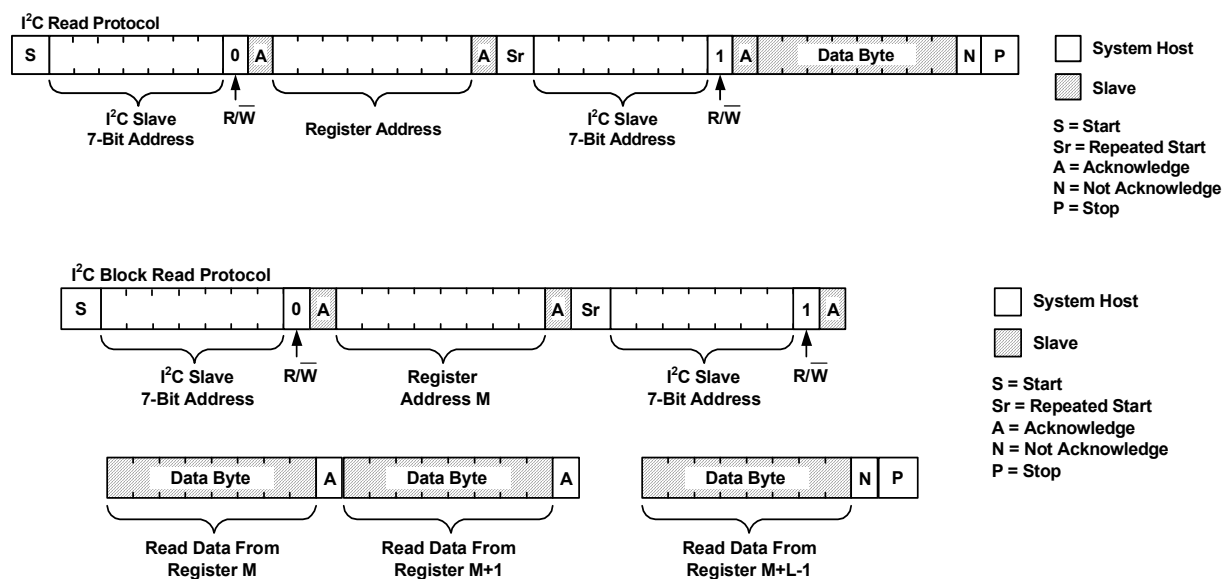 I²C Read Protocol
S 0 A A Sr 1 A Data Byte N P
I²C Slave
7-Bit Address
R/W̅
Register Address
I²C Slave
7-Bit Address
R/W̅
System Host
Slave
S = Start
Sr = Repeated Start
A = Acknowledge
N = Not Acknowledge
P = Stop
I²C Block Read Protocol
S 0 A A Sr 1 A
I²C Slave
7-Bit Address
R/W̅
Register
Address M
I²C Slave
7-Bit Address
R/W̅
System Host
Slave
S = Start
Sr = Repeated Start
A = Acknowledge
N = Not Acknowledge
P = Stop
Data Byte A Data Byte A Data Byte N P
Read Data From
Register M
Read Data From
Register M+1
Read Data From
Register M+L-1